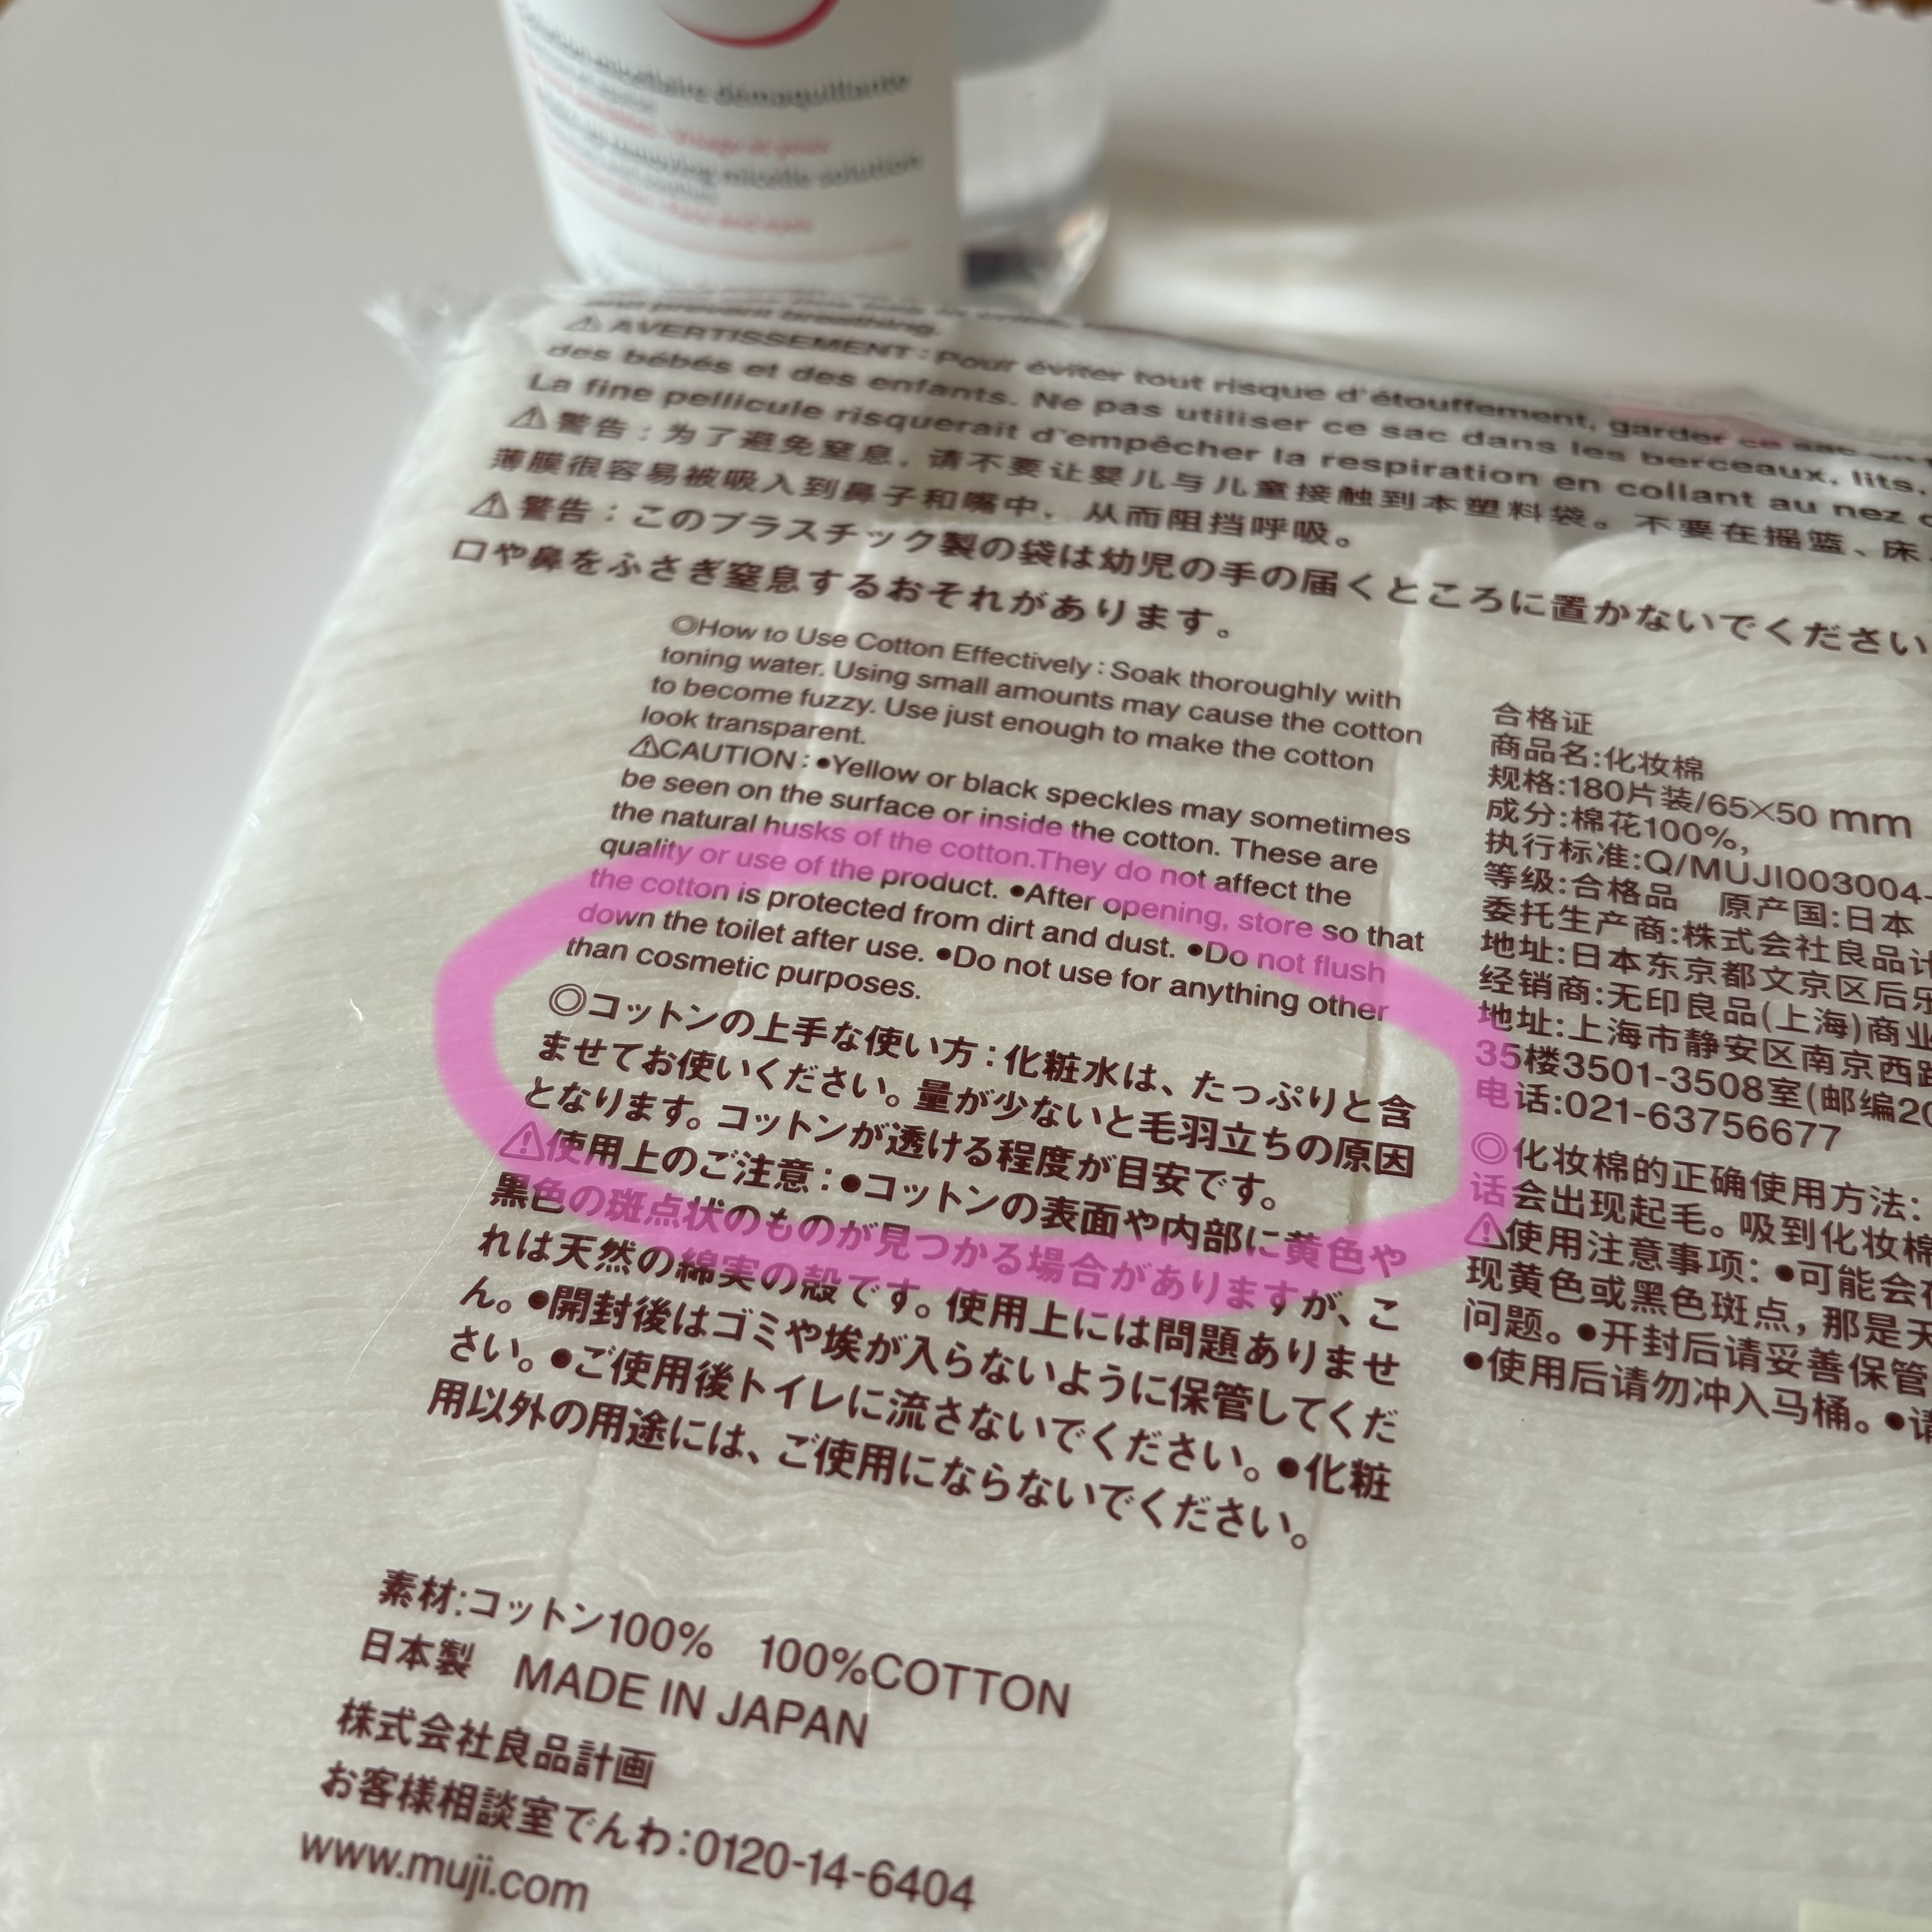 micellaire démaquillante
Visage et yeux
removing micelle solution
and prevent breathing.
⚠AVERTISSEMENT : Pour éviter tout risque d'étouffement, garder ce sac
des bébés et des enfants. Ne pas utiliser ce sac dans les berceaux, lits,
La fine pellicule risquerait d'empêcher la respiration en collant au nez
⚠警告：为了避免窒息，请不要让婴儿与儿童接触到本塑料袋。不要在摇篮、床
薄膜很容易被吸入到鼻子和嘴中，从而阻挡呼吸。
⚠警告：このプラスチック製の袋は幼児の手の届くところに置かないでください
口や鼻をふさぎ窒息するおそれがあります。
◎How to Use Cotton Effectively : Soak thoroughly with
toning water. Using small amounts may cause the cotton
to become fuzzy. Use just enough to make the cotton
look transparent.
⚠CAUTION : ●Yellow or black speckles may sometimes
be seen on the surface or inside the cotton. These are
the natural husks of the cotton.They do not affect the
quality or use of the product. ●After opening, store so that
the cotton is protected from dirt and dust. ●Do not flush
down the toilet after use. ●Do not use for anything other
than cosmetic purposes.
◎コットンの上手な使い方：化粧水は、たっぷりと含
ませてお使いください。量が少ないと毛羽立ちの原因
となります。コットンが透ける程度が目安です。
⚠使用上のご注意：●コットンの表面や内部に黄色や
黒色の斑点状のものが見つかる場合がありますが、こ
れは天然の綿実の殻です。使用上には問題ありませ
ん。●開封後はゴミや埃が入らないように保管してくだ
さい。●ご使用後トイレに流さないでください。●化粧
用以外の用途には、ご使用にならないでください。
素材：コットン100%　100%COTTON
日本製　MADE IN JAPAN
株式会社良品計画
お客様相談室でんわ：0120-14-6404
www.muji.com
合格证
商品名:化妆棉
规格:180片装/65×50 mm
成分:棉花100%,
执行标准:Q/MUJI003004-
等级:合格品　原产国:日本
委托生产商:株式会社良品计
地址:日本东京都文京区后乐
经销商:无印良品(上海)商业
地址:上海市静安区南京西路
35楼3501-3508室(邮编20
电话:021-63756677
◎化妆棉的正确使用方法:
话会出现起毛。吸到化妆棉
⚠使用注意事项：●可能会在
现黄色或黑色斑点，那是天
问题。●开封后请妥善保管
●使用后请勿冲入马桶。●请